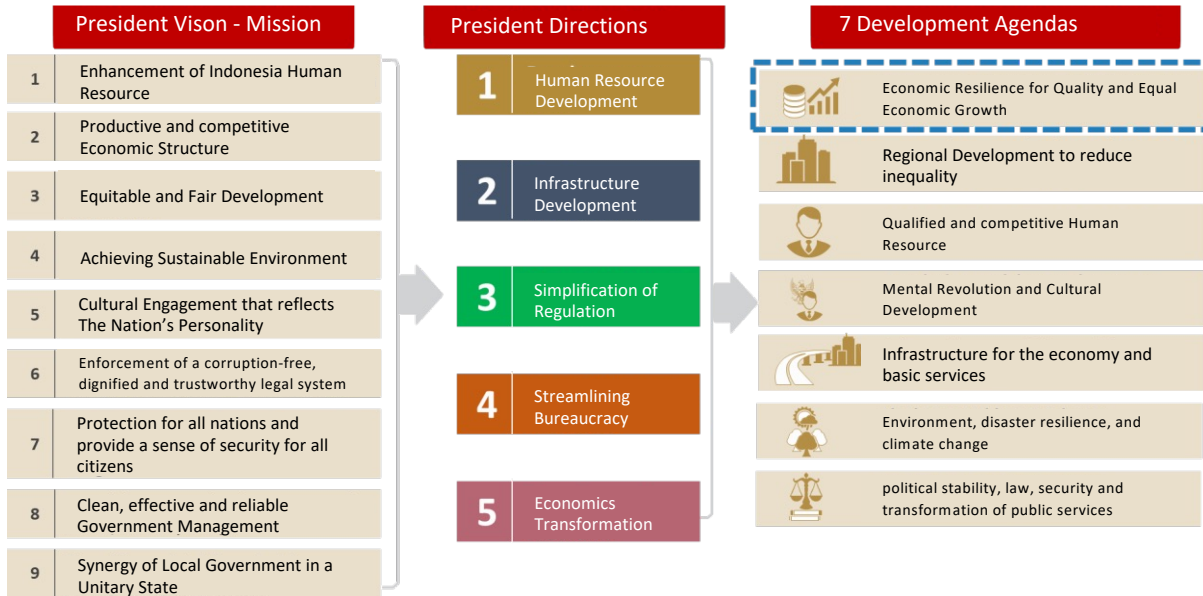 President Vison - Mission
1
Enhancement of Indonesia Human
Resource
2
Productive and competitive
Economic Structure
3
Equitable and Fair Development
4
Achieving Sustainable Environment
5
Cultural Engagement that reflects
The Nation's Personality
6
Enforcement of a corruption-free,
dignified and trustworthy legal system
7
Protection for all nations and
provide a sense of security for all
citizens
8
Clean, effective and reliable
Government Management
9
Synergy of Local Government in a
Unitary State
President Directions
1
Human Resource
Development
2
Infrastructure
Development
3
Simplification of
Regulation
4
Streamlining
Bureaucracy
5
Economics
Transformation
7 Development Agendas
Economic Resilience for Quality and Equal
Economic Growth
Regional Development to reduce
inequality
Qualified and competitive Human
Resource
Mental Revolution and Cultural
Development
Infrastructure for the economy and
basic services
Environment, disaster resilience, and
climate change
political stability, law, security and
transformation of public services